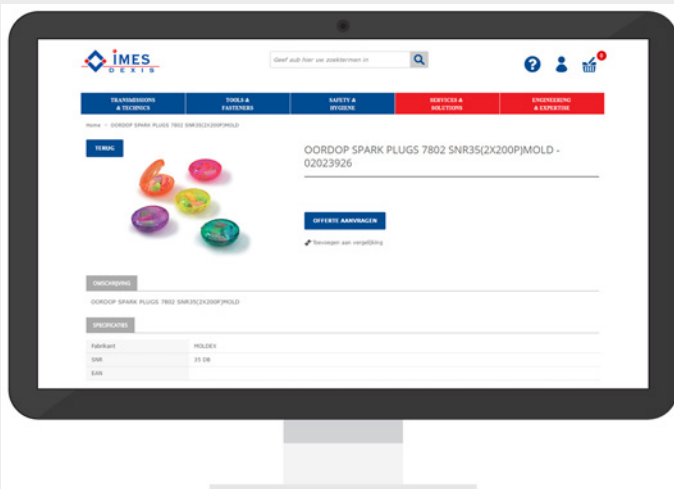 IMES
DEXIS
Geef aub hier uw zoektermen in
?
0
TRANSMISSIONS & TECHNICS
TOOLS & FASTENERS
SAFETY & HYGIENE
SERVICES & SOLUTIONS
ENGINEERING & EXPERTISE
Home > OORDOP SPARK PLUGS 7802 SNR35(2X200P)MOLD
TERUG
OORDOP SPARK PLUGS 7802 SNR35(2X200P)MOLD -
02023926
OFFERTE AANVRAGEN
Toevoegen aan vergelijking
OMSCHRIJVING
OORDOP SPARK PLUGS 7802 SNR35(2X200P)MOLD
SPECIFICATIES
Fabrikant MOLDEX
SNR 35 DB
EAN